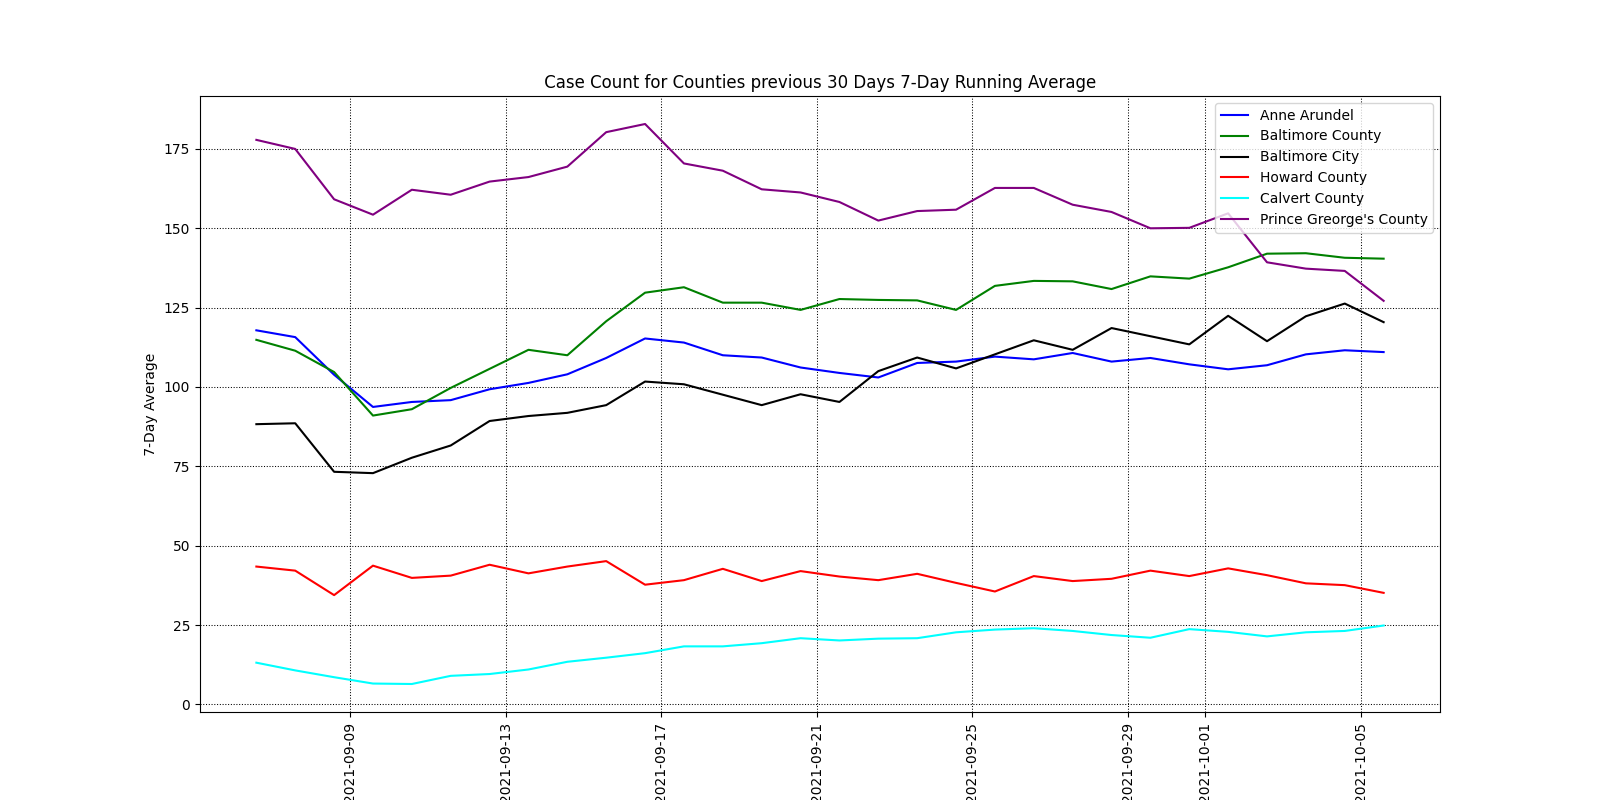 Case Count for Counties previous 30 Days 7-Day Running Average
Anne Arundel
Baltimore County
Baltimore City
Howard County
Calvert County
Prince Greorge's County
7-Day Average
175
150
125
100
75
50
25
0
2021-09-09
2021-09-13
2021-09-17
2021-09-21
2021-09-25
2021-09-29
2021-10-01
2021-10-05